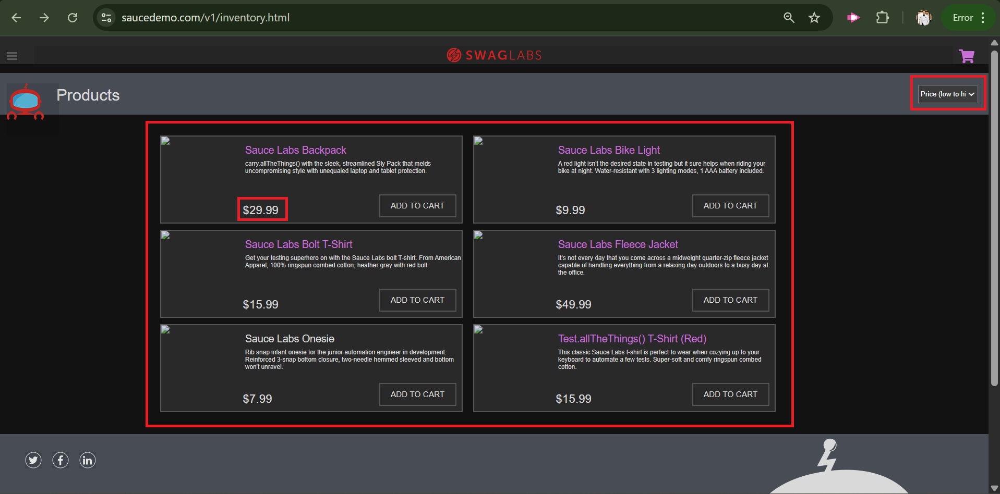 saucedemo.com/v1/inventory.html
Error
SWAGLABS
Products
Price (low to hi
Sauce Labs Backpack
carry.allTheThings() with the sleek, streamlined Sly Pack that melds
uncompromising style with unequaled laptop and tablet protection.
$29.99
ADD TO CART
Sauce Labs Bike Light
A red light isn't the desired state in testing but it sure helps when riding your
bike at night. Water-resistant with 3 lighting modes, 1 AAA battery included.
$9.99
ADD TO CART
Sauce Labs Bolt T-Shirt
Get your testing superhero on with the Sauce Labs bolt T-shirt. From American
Apparel, 100% ringspun combed cotton, heather gray with red bolt.
$15.99
ADD TO CART
Sauce Labs Fleece Jacket
It's not every day that you come across a midweight quarter-zip fleece jacket
capable of handling everything from a relaxing day outdoors to a busy day at
the office.
$49.99
ADD TO CART
Sauce Labs Onesie
Rib snap infant onesie for the junior automation engineer in development.
Reinforced 3-snap bottom closure, two-needle hemmed sleeved and bottom
won't unravel.
$7.99
ADD TO CART
Test.allTheThings() T-Shirt (Red)
This classic Sauce Labs t-shirt is perfect to wear when cozying up to your
keyboard to automate a few tests. Super-soft and comfy ringspun combed
cotton.
$15.99
ADD TO CART